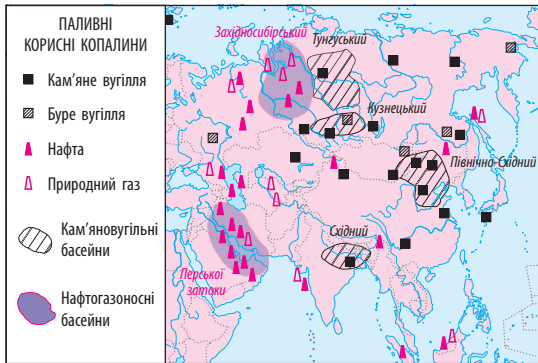 ПАЛИВНІ
КОРИСНІ КОПАЛИНИ
Кам’яне вугілля
Буре вугілля
Нафта
Природний газ
Кам’яновугільні
басейни
Нафтогазоносні
басейни
Західносибірський
Тунгуський
Кузнецький
Північно-Східний
Східний
Перської
затоки